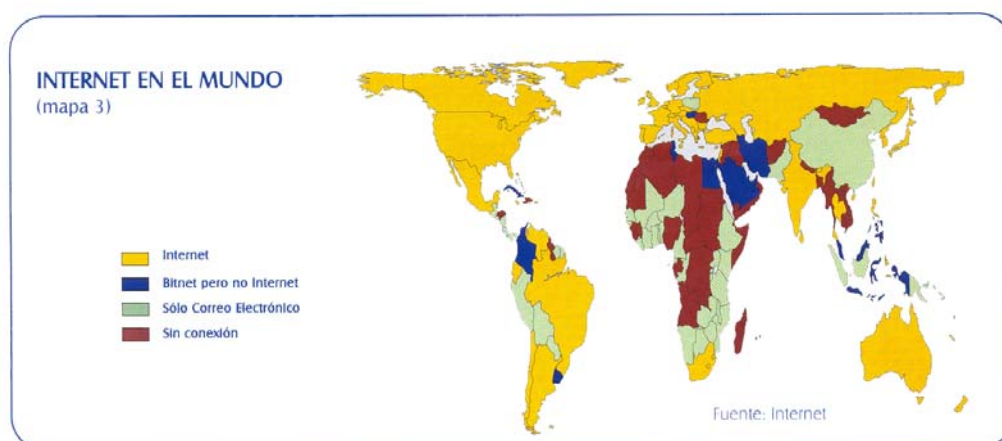 INTERNET EN EL MUNDO
(mapa 3)
Internet
Bitnet pero no Internet
Sólo Correo Electrónico
Sin conexión
Fuente: Internet